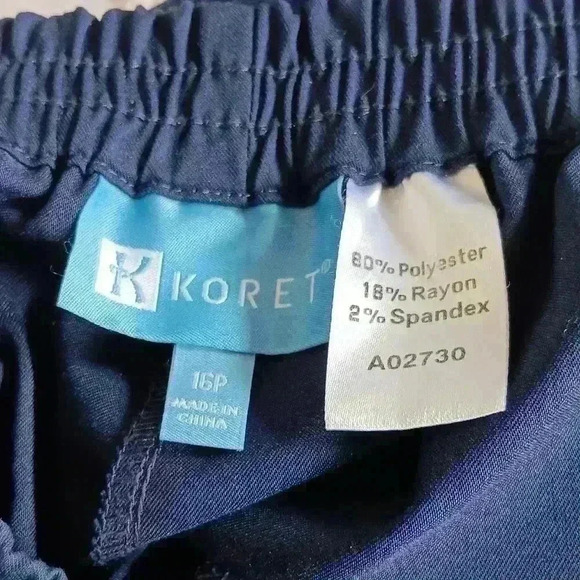 K KORET®
16P
MADE IN
CHINA
80% Polyester
18% Rayon
2% Spandex
A02730